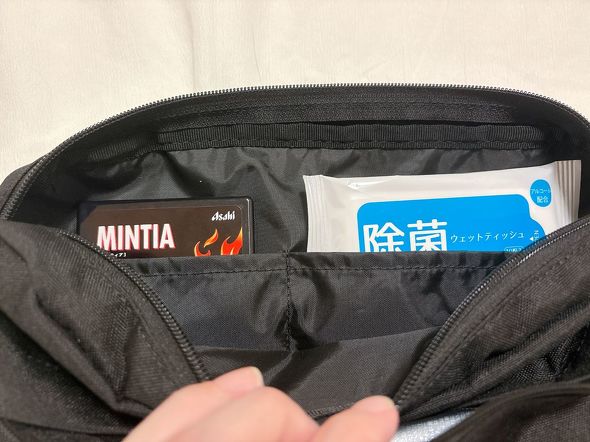 Asahi
MINTIA
アルコール
配合
除菌
ウェットティッシュ